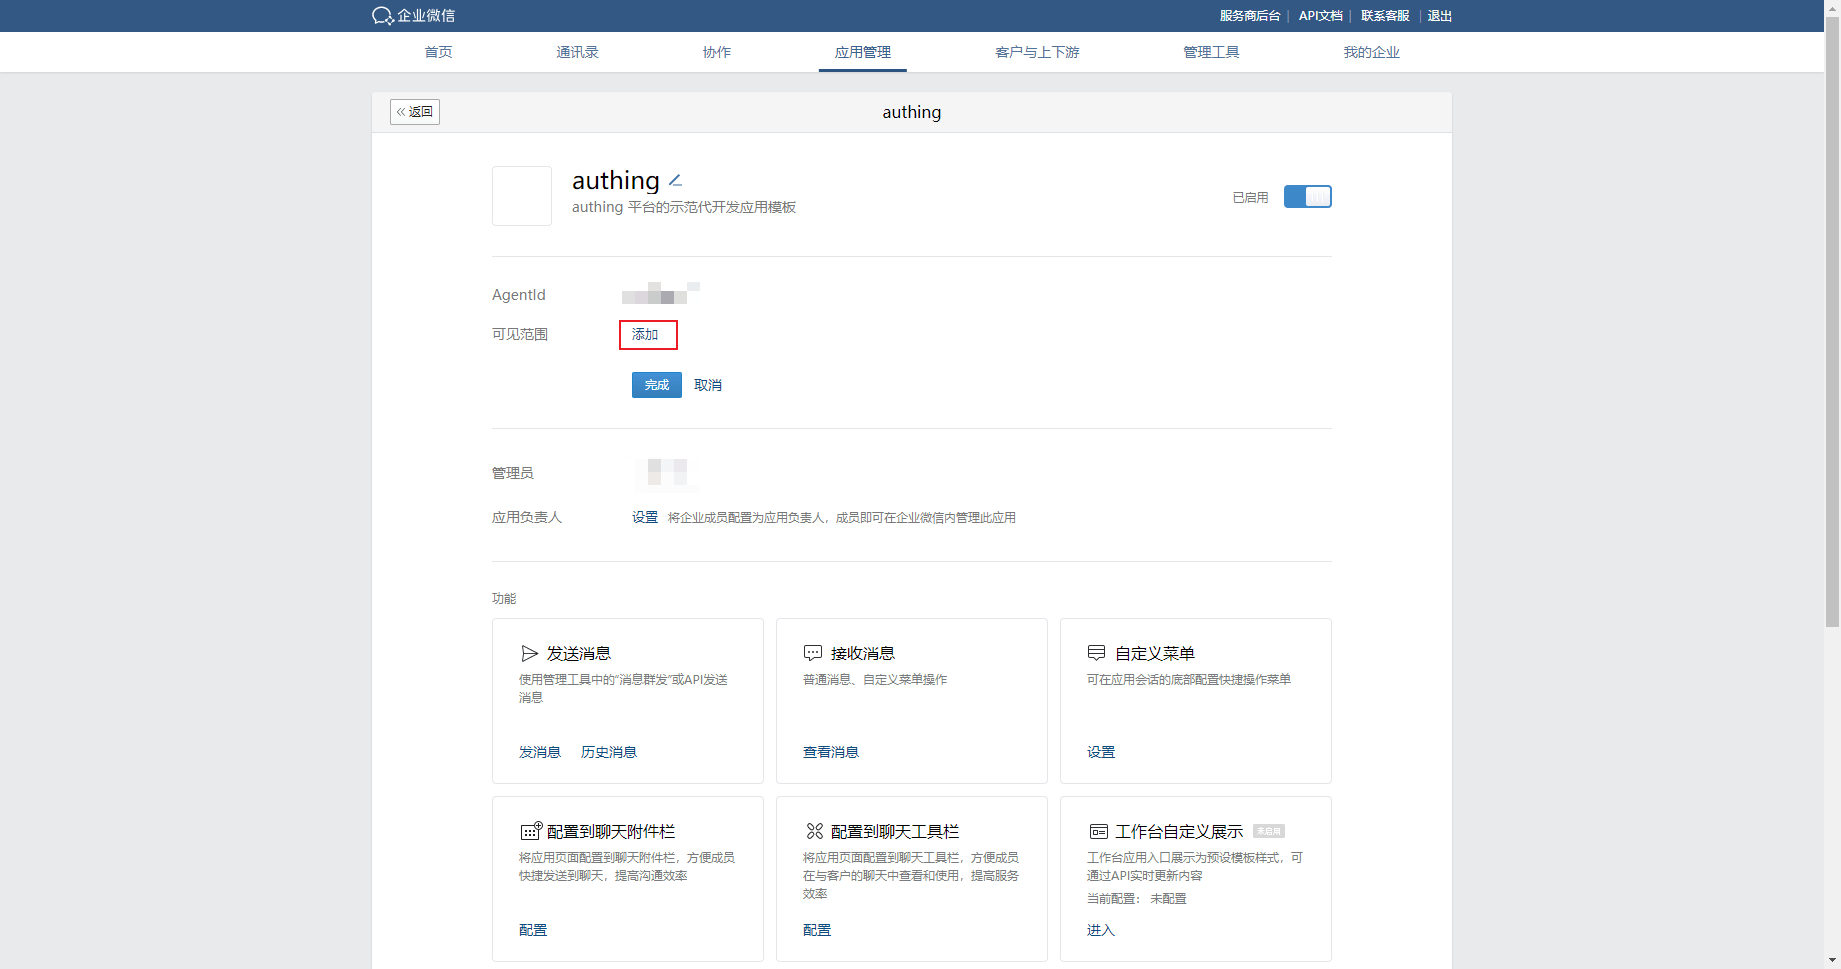 企业微信
服务商后台 | API文档 | 联系客服 | 退出
首页 通讯录 协作 应用管理 客户与上下游 管理工具 我的企业
返回 authing
authing
authing 平台的示范代开发应用模板
已启用
AgentId
可见范围 添加
完成 取消
管理员
应用负责人 设置 将企业成员配置为应用负责人，成员即可在企业微信内管理此应用
功能
发送消息
使用管理工具中的“消息群发”或API发送
消息
发消息 历史消息
接收消息
普通消息、自定义菜单操作
查看消息
自定义菜单
可在应用会话的底部配置快捷操作菜单
设置
配置到聊天附件栏
将应用页面配置到聊天附件栏，方便成员
快捷发送到聊天，提高沟通效率
配置
配置到聊天工具栏
将应用页面配置到聊天工具栏，方便成员
在与客户的聊天中查看和使用，提高服务
效率
配置
工作台自定义展示 未启用
工作台应用入口展示为预设模板样式，可
通过API实时更新内容
当前配置： 未配置
进入